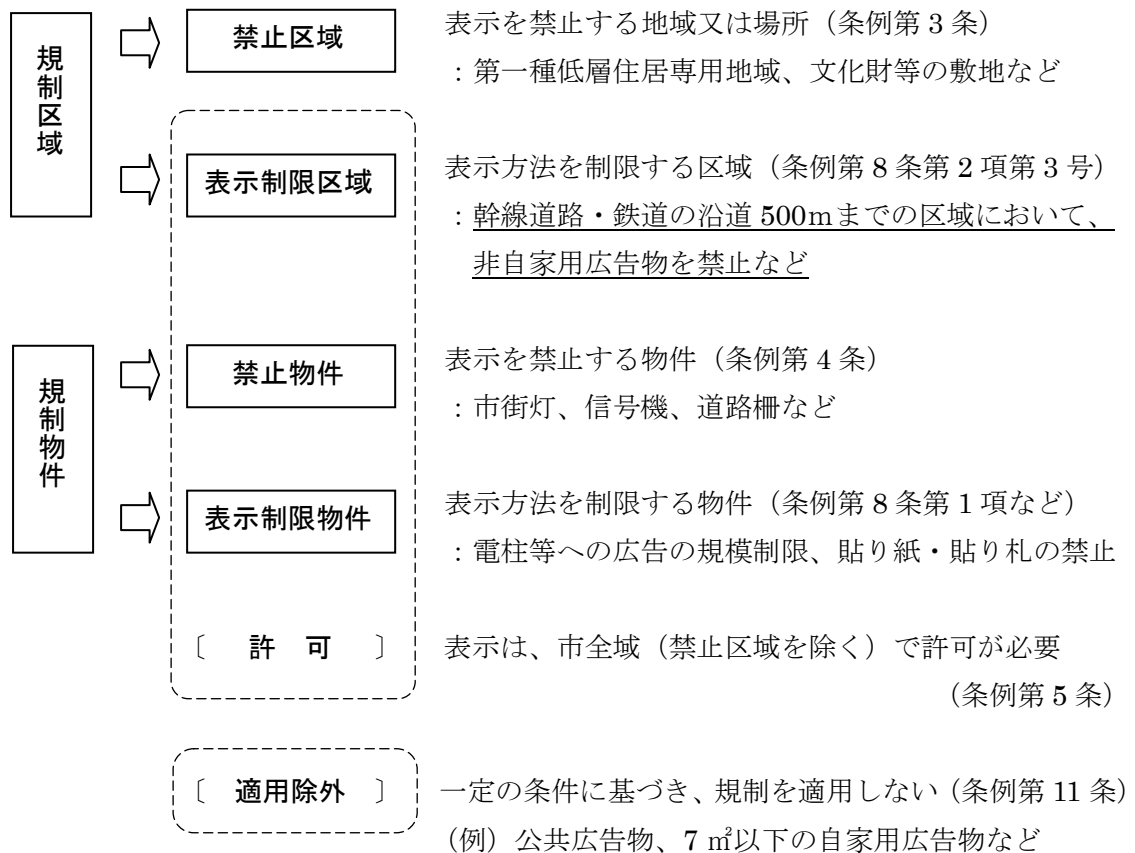 規制区域
禁止区域
表示を禁止する地域又は場所（条例第 3 条）
：第一種低層住居専用地域、文化財等の敷地など
表示制限区域
表示方法を制限する区域（条例第 8 条第 2 項第 3 号）
：幹線道路・鉄道の沿道 500ｍまでの区域において、
非自家用広告物を禁止など
規制物件
禁止物件
表示を禁止する物件（条例第 4 条）
：市街灯、信号機、道路柵など
表示制限物件
表示方法を制限する物件（条例第 8 条第 1 項など）
：電柱等への広告の規模制限、貼り紙・貼り札の禁止
〔　許　可　〕
表示は、市全域（禁止区域を除く）で許可が必要
（条例第 5 条）
〔　適用除外　〕
一定の条件に基づき、規制を適用しない（条例第 11 条）
（例）公共広告物、7 ㎡以下の自家用広告物など